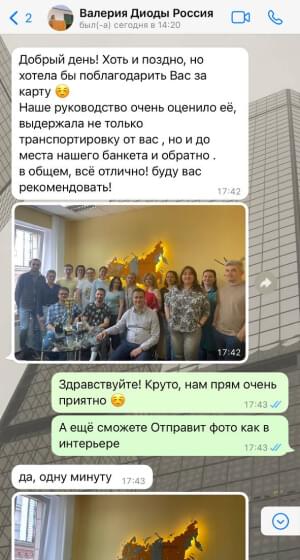 2
Валерия Диоды Россия
был(-а) сегодня в 14:20
Добрый день! Хоть и поздно, но
хотела бы поблагодарить Вас за
карту ☺️
Наше руководство очень оценило её,
выдержала не только
транспортировку от вас , но и до
места нашего банкета и обратно .
в общем, всё отлично! буду вас
рекомендовать!
17:42
17:42
Здравствуйте! Круто, нам прям очень
приятно ☺️
17:43
А ещё сможете Отправит фото как в
интерьере
17:43
да, одну минуту
17:43